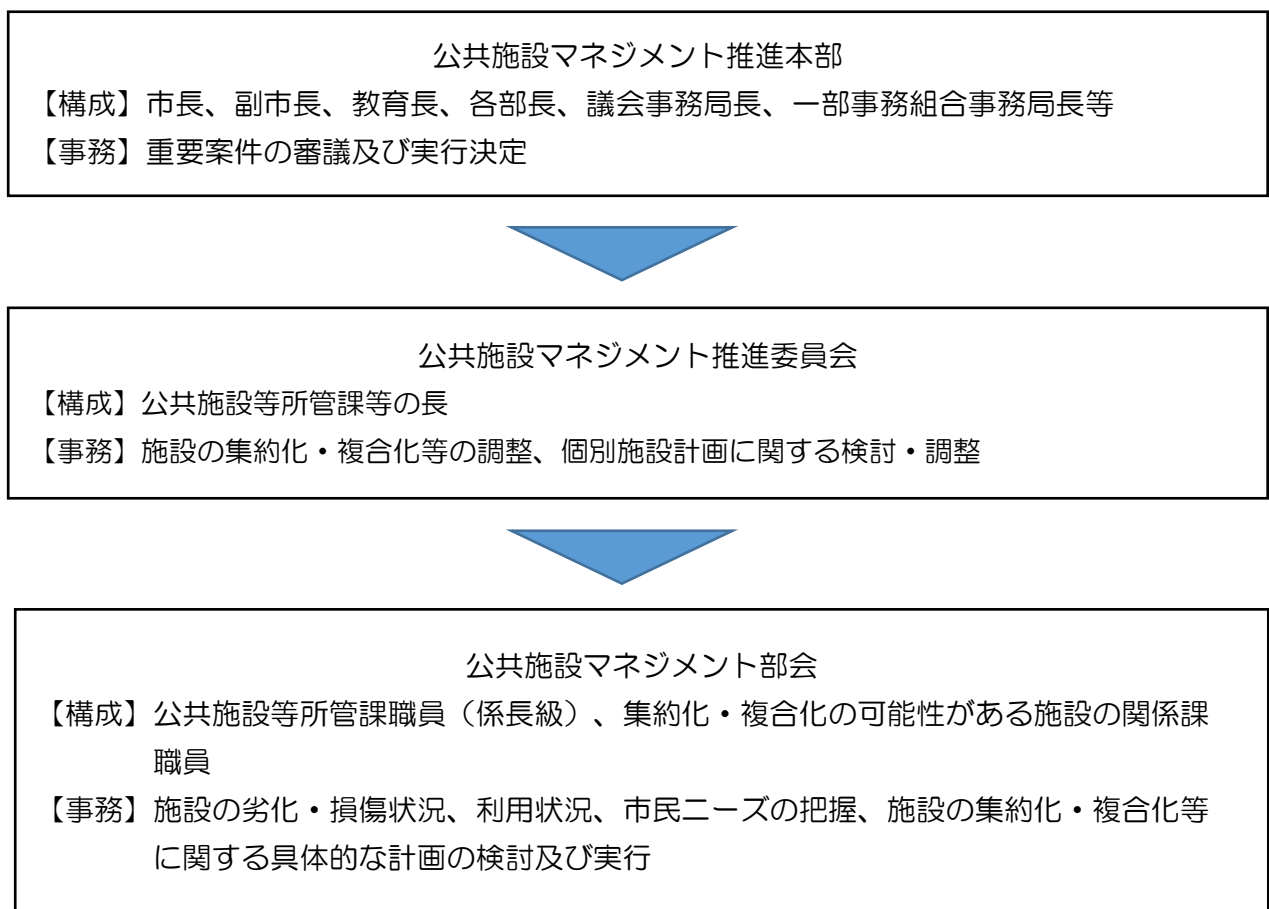 公共施設マネジメント推進本部
【構成】市長、副市長、教育長、各部長、議会事務局長、一部事務組合事務局長等
【事務】重要案件の審議及び実行決定
公共施設マネジメント推進委員会
【構成】公共施設等所管課等の長
【事務】施設の集約化・複合化等の調整、個別施設計画に関する検討・調整
公共施設マネジメント部会
【構成】公共施設等所管課職員（係長級）、集約化・複合化の可能性がある施設の関係課
職員
【事務】施設の劣化・損傷状況、利用状況、市民ニーズの把握、施設の集約化・複合化等
に関する具体的な計画の検討及び実行